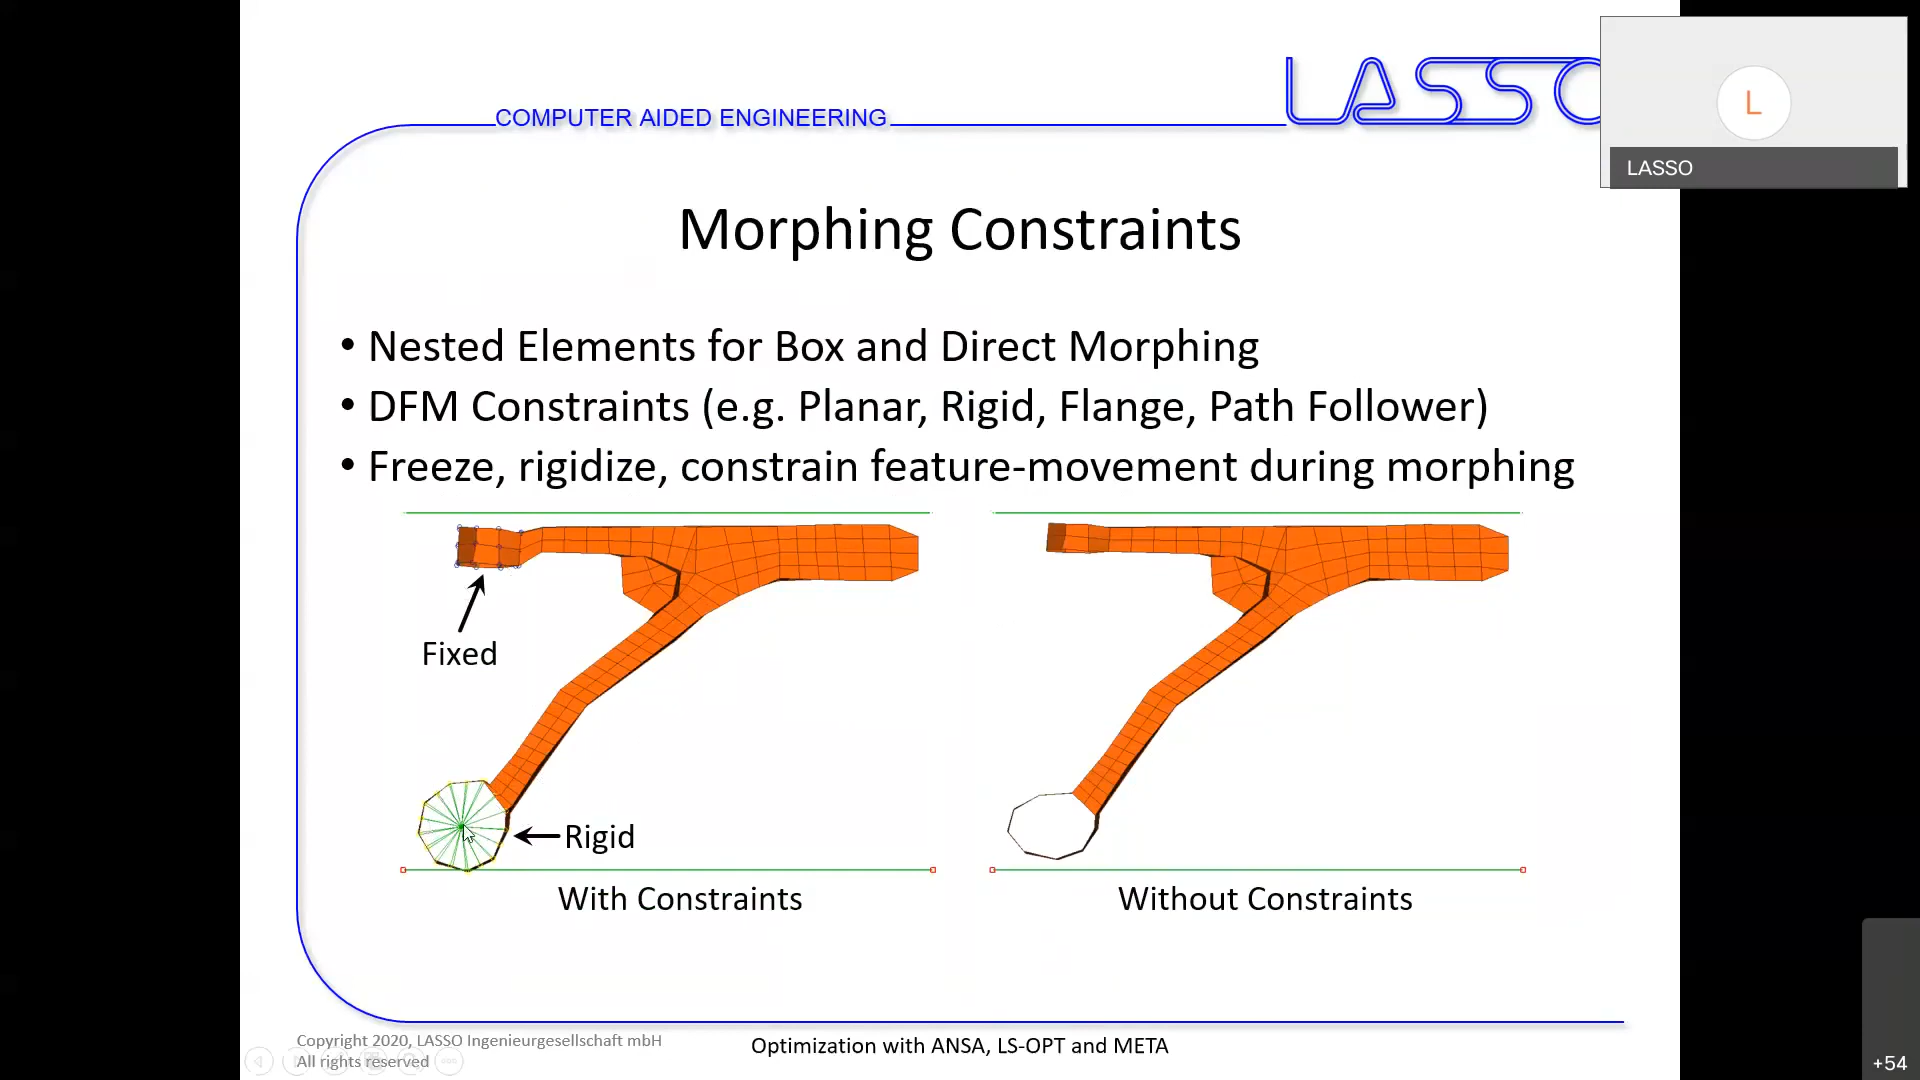 COMPUTER AIDED ENGINEERING
LASSO
L
LASSO
Morphing Constraints
• Nested Elements for Box and Direct Morphing
• DFM Constraints (e.g. Planar, Rigid, Flange, Path Follower)
• Freeze, rigidize, constrain feature-movement during morphing
Fixed
Rigid
With Constraints
Without Constraints
Copyright 2020, LASSO Ingenieurgesellschaft mbH
All rights reserved
Optimization with ANSA, LS-OPT and META
+54